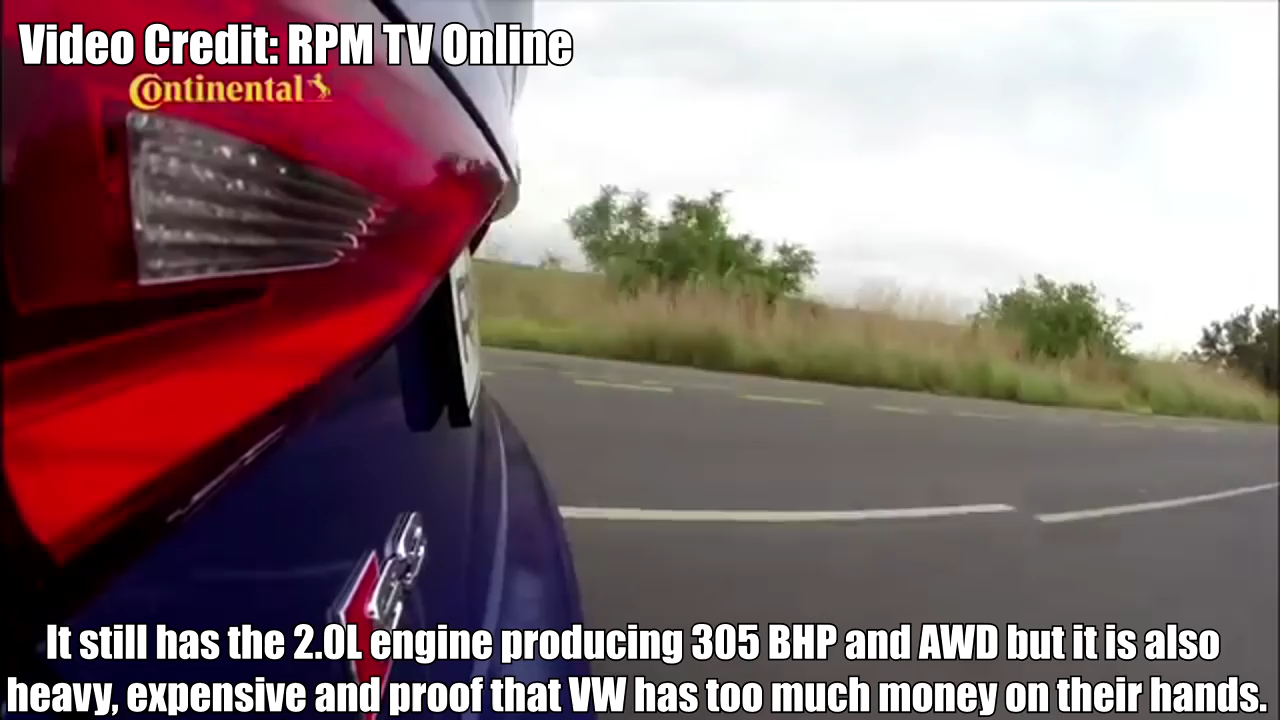 Video Credit: RPM TV Online
Continental
It still has the 2.0L engine producing 305 BHP and AWD but it is also
heavy, expensive and proof that VW has too much money on their hands.